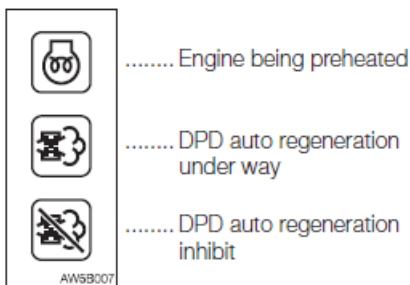 ........ Engine being preheated
........ DPD auto regeneration
under way
........ DPD auto regeneration
inhibit
AW5B007